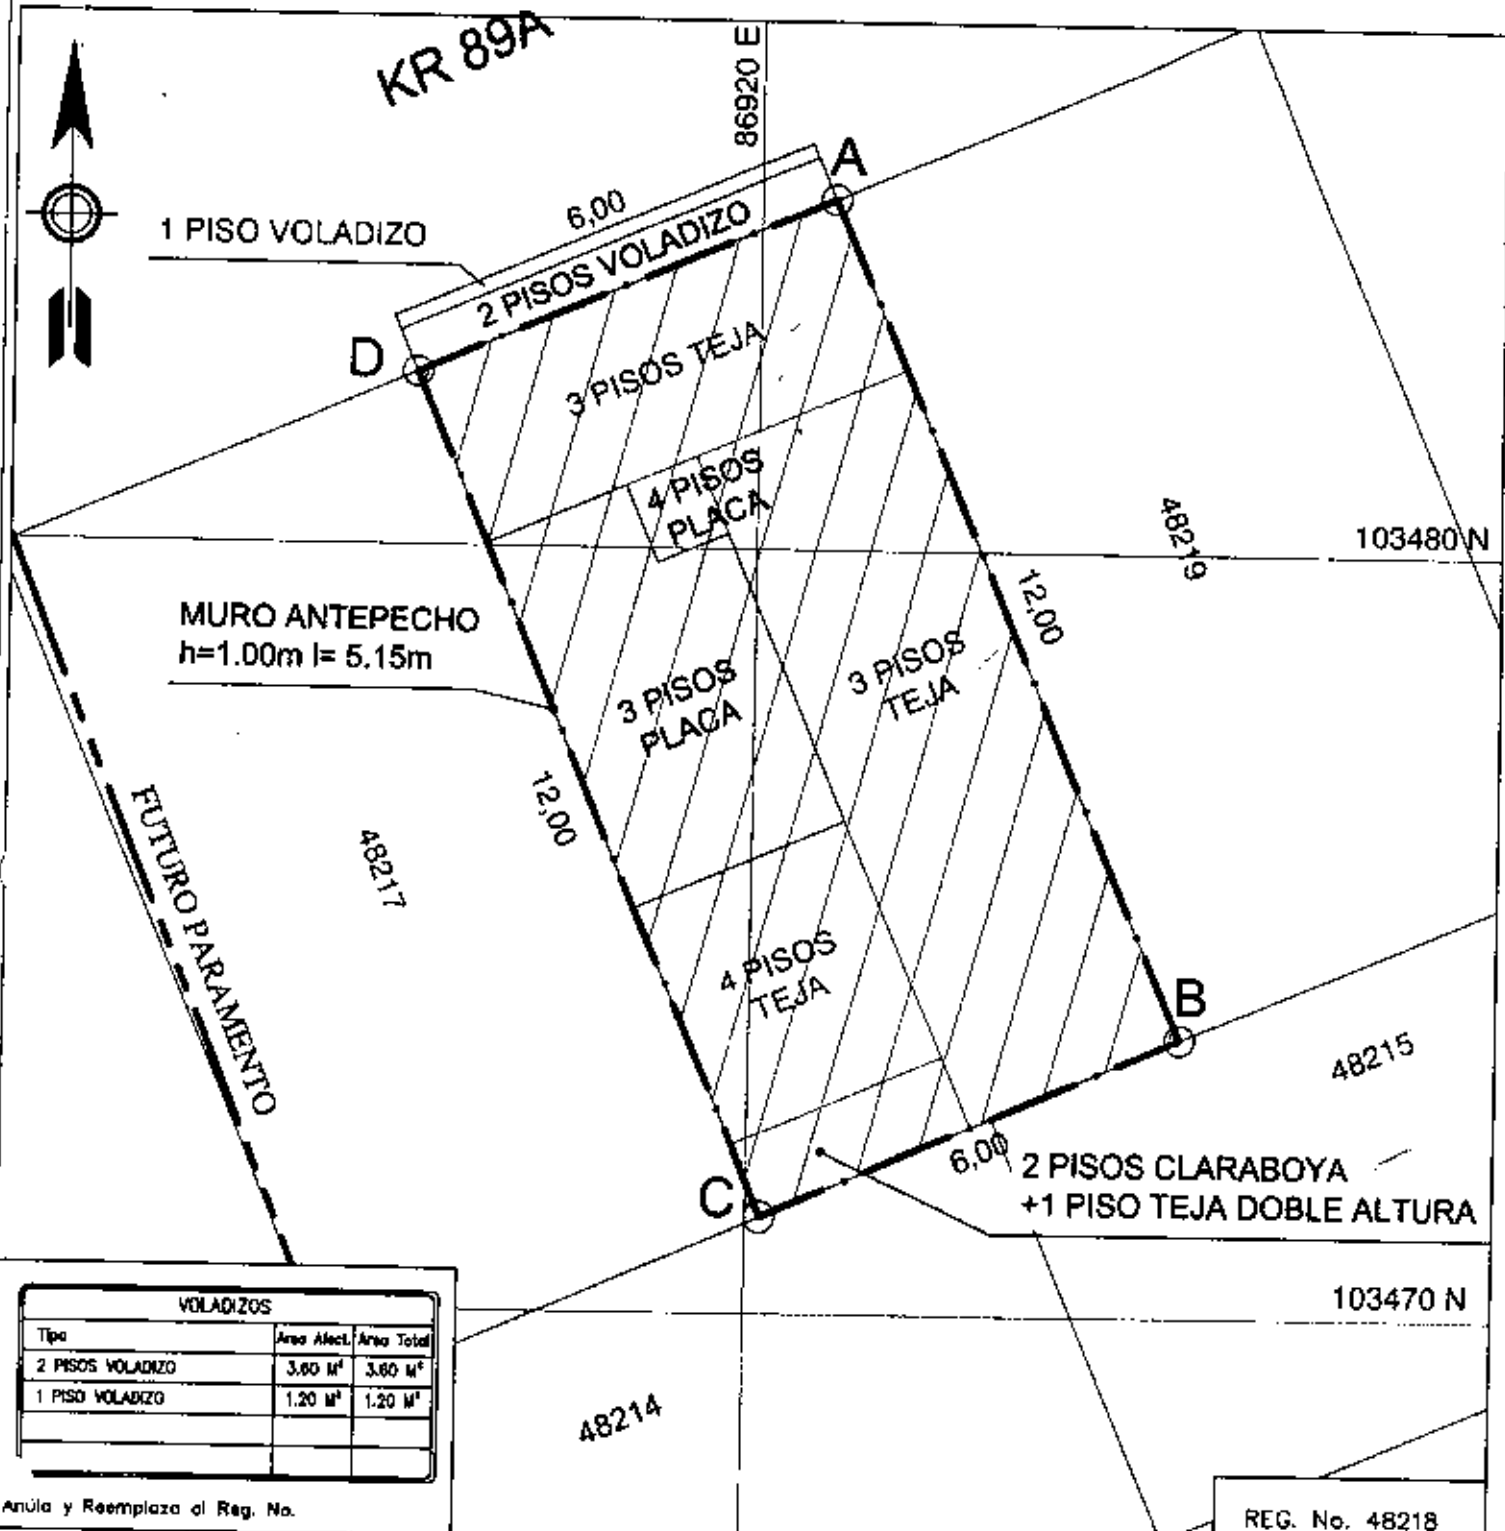 KR 89A
86920 E
A
1 PISO VOLADIZO
6,00
2 PISOS VOLADIZO
D
3 PISOS TEJA
4 PISOS
PLACA
48219
103480 N
MURO ANTEPECHO
h=1.00m l= 5.15m
12,00
3 PISOS
PLACA
3 PISOS
TEJA
12,00
FUTURO PARAMENTO
48217
4 PISOS
TEJA
B
48215
C
6,00
2 PISOS CLARABOYA
+1 PISO TEJA DOBLE ALTURA
103470 N
VOLADIZOS
Tipo Area Afect. Area Total
2 PISOS VOLADIZO 3.60 M² 3.60 M²
1 PISO VOLADIZO 1.20 M² 1.20 M²
48214
Anúla y Reemplaza al Reg. No.
REG. No. 48218